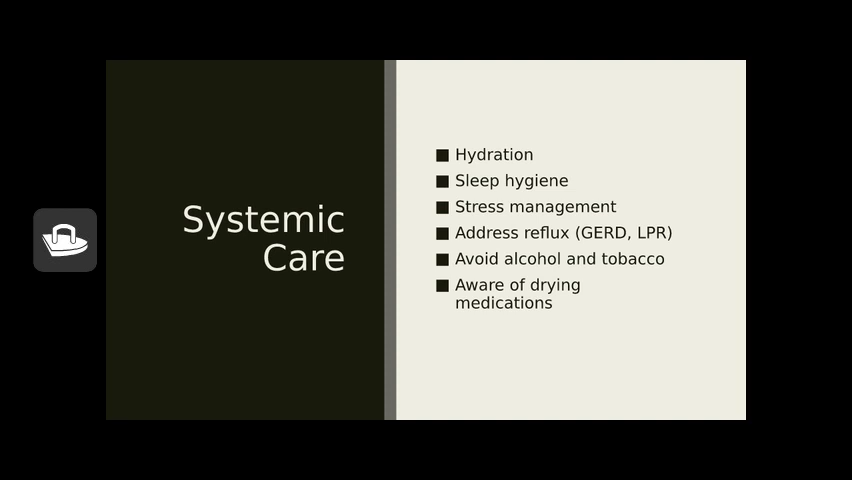 Systemic
Care
Hydration
Sleep hygiene
Stress management
Address reflux (GERD, LPR)
Avoid alcohol and tobacco
Aware of drying
medications